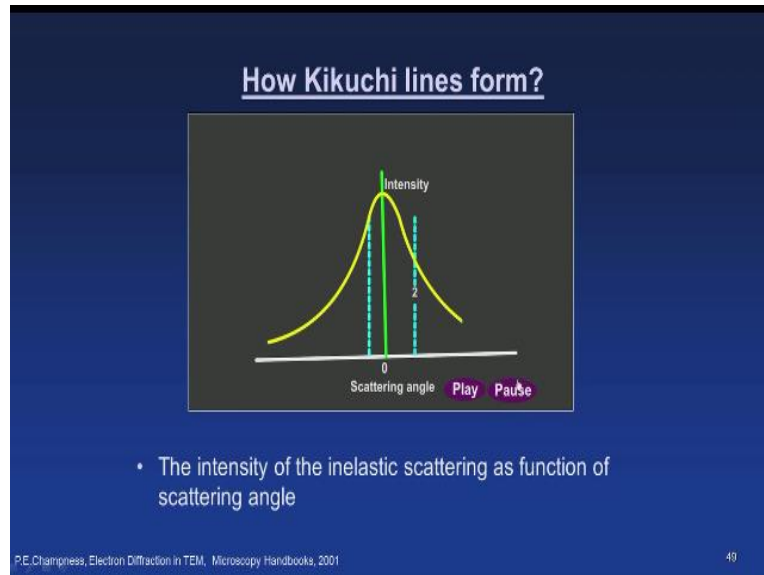 How Kikuchi lines form?
Intensity
2
0
Scattering angle Play Pause
• The intensity of the inelastic scattering as function of
scattering angle
P.E.Champness, Electron Diffraction in TEM, Microscopy Handbooks, 2001
49